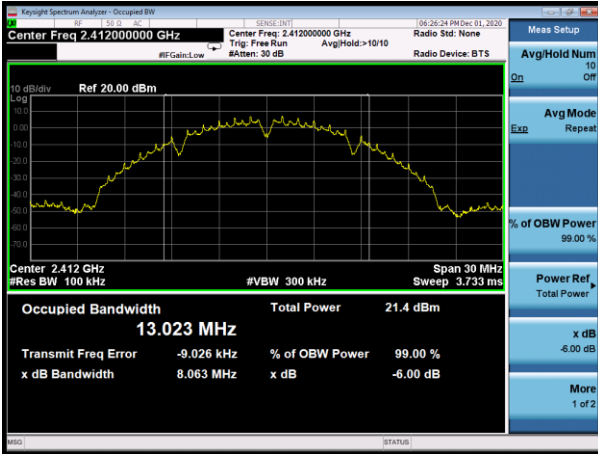 Keysight Spectrum Analyzer - Occupied BW
RF 50 Ω AC SENSE:INT 06:26:24 PM Dec 01, 2020
Center Freq 2.412000000 GHz
Center Freq: 2.412000000 GHz
Radio Std: None
Trig: Free Run Avg|Hold:>10/10
#IFGain:Low #Atten: 30 dB Radio Device: BTS
10 dB/div Ref 20.00 dBm
Log
10.0
0.00
-10.0
-20.0
-30.0
-40.0
-50.0
-60.0
-70.0
Center 2.412 GHz Span 30 MHz
#Res BW 100 kHz #VBW 300 kHz Sweep 3.733 ms
Occupied Bandwidth Total Power 21.4 dBm
13.023 MHz
Transmit Freq Error -9.026 kHz % of OBW Power 99.00 %
x dB Bandwidth 8.063 MHz x dB -6.00 dB
MSG STATUS
Meas Setup
Avg/Hold Num
10
On Off
Avg Mode
Exp Repeat
% of OBW Power
99.00 %
Power Ref
Total Power
x dB
-6.00 dB
More
1 of 2